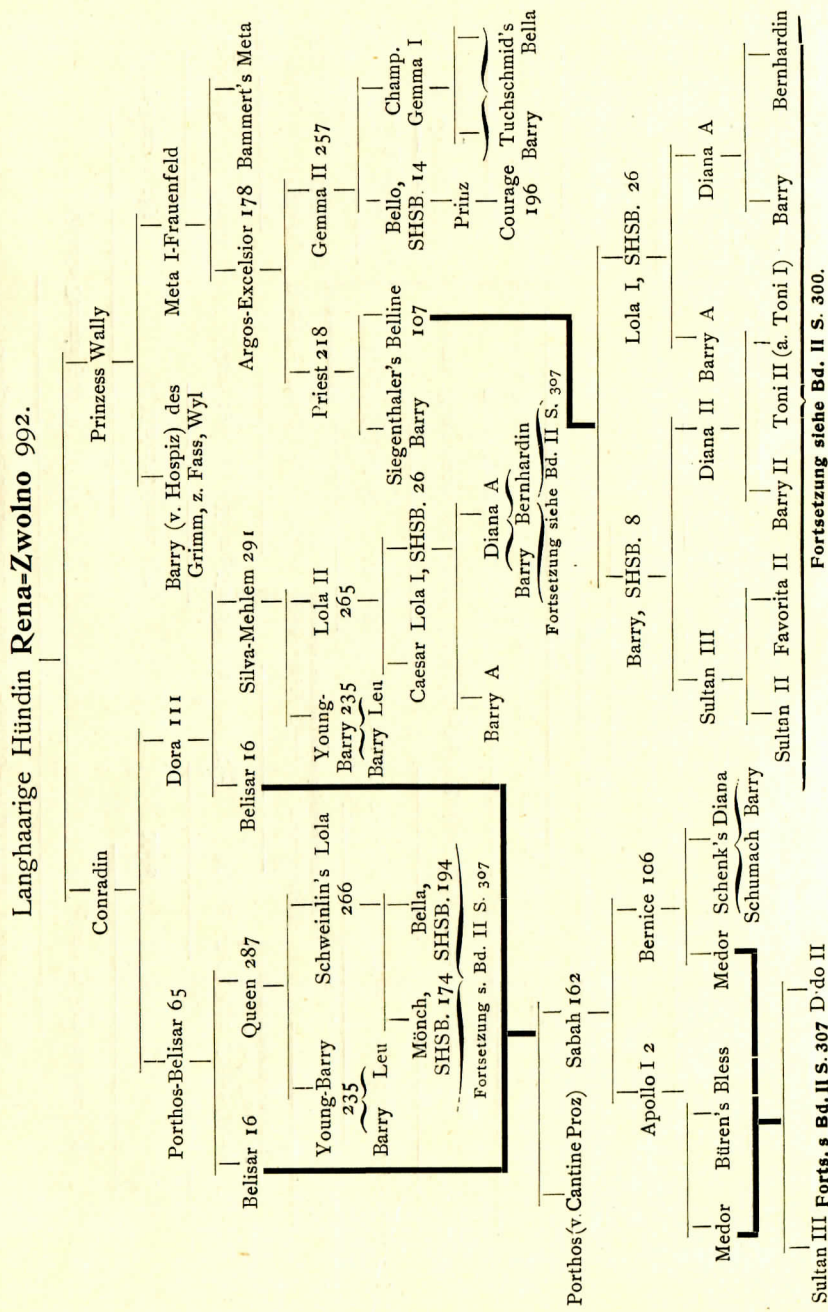 Langhaarige Hündin Rena=Zwolno 992.
Conradin
Prinzess Wally
Porthos-Belisar 65
Dora 111
Barry (v. Hospiz) des
Grimm, z. Fass, Wyl
Meta I-Frauenfeld
Belisar 16
Queen 287
Belisar 16
Silva-Mehlem 291
Argos-Excelsior 178
Bammert's Meta
Young-Barry
235
Schweinlin's Lola
266
Young-
Barry 235
Lola II
265
Priest 218
Gemma II 257
Barry Leu
Barry Leu
Mönch,
SHSB. 174
Bella,
SHSB. 194
Caesar
Lola I, SHSB. 26
Siegenthaler's
Barry
Belline
107
Bello,
SHSB. 14
Champ.
Gemma I
Fortsetzung s. Bd. II S. 307
Barry A
Diana A
Barry Bernhardin
Fortsetzung siehe Bd. II S. 307
Prinz
Courage
196
Tuchschmid's
Barry Bella
Porthos (v. Cantine Proz)
Sabah 162
Barry, SHSB. 8
Lola I, SHSB. 26
Apollo I 2
Bernice 106
Sultan III
Diana II
Barry A
Diana A
Medor
Büren's Bless
Medor
Schenk's Diana
Schumach Barry
Sultan II
Favorita II
Barry II
Toni II (a. Toni I)
Barry
Bernhardin
Sultan III
Forts. s Bd. II S. 307
D do II
Fortsetzung siehe Bd. II S. 300.